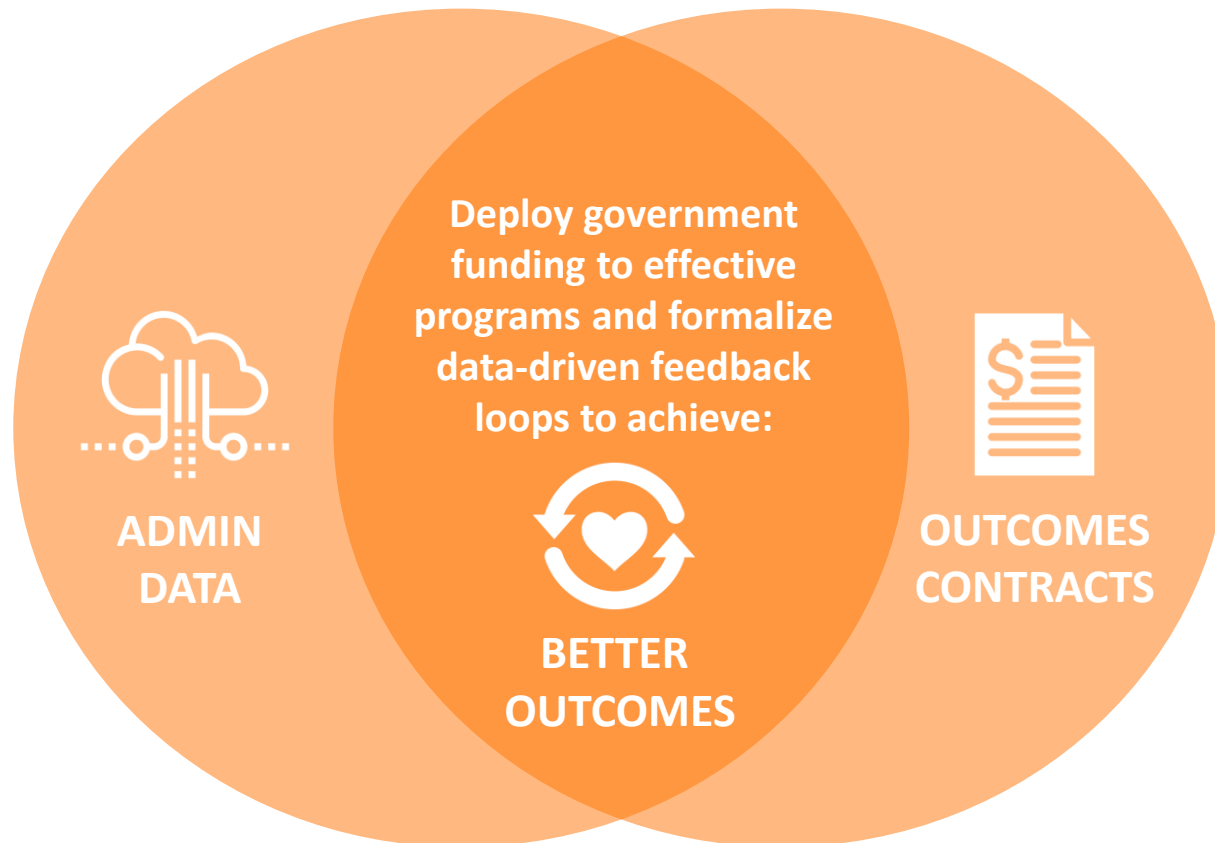 Deploy government
funding to effective
programs and formalize
data-driven feedback
loops to achieve:
ADMIN
DATA
$
OUTCOMES
CONTRACTS
BETTER
OUTCOMES